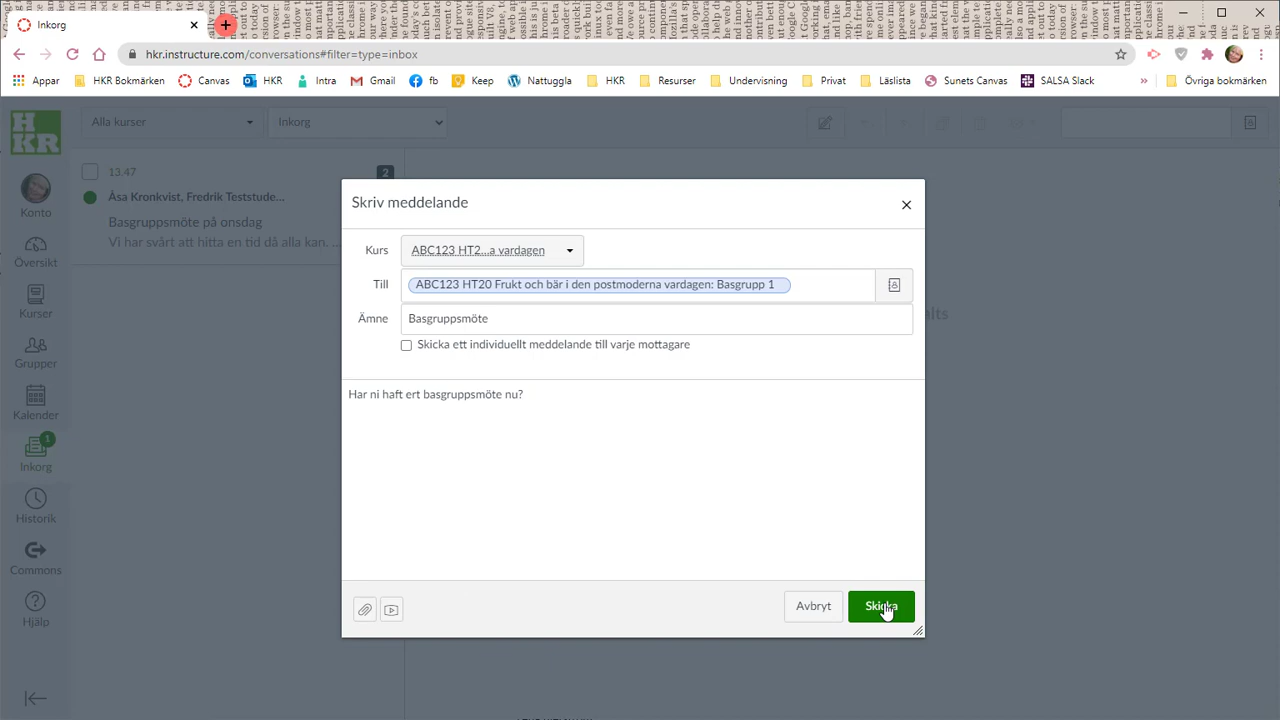 Inkorg
hkr.instructure.com/conversations#filter=type=inbox
Appar
HKR Bokmärken
Canvas
HKR
Intra
Gmail
fb
Keep
Nattuggla
HKR
Resurser
Undervisning
Privat
Läslista
Sunets Canvas
SALSA Slack
»
Övriga bokmärken
HKR
Alla kurser
Inkorg
Konto
Översikt
Kurser
Grupper
Kalender
1
Inkorg
Historik
Commons
Hjälp
13.47
2
Åsa Kronkvist, Fredrik Teststude...
Basgruppsmöte på onsdag
Vi har svårt att hitta en tid då alla kan. ...
Skriv meddelande
Kurs
ABC123 HT2...a vardagen
Till
ABC123 HT20 Frukt och bär i den postmoderna vardagen: Basgrupp 1
Ämne
Basgruppsmöte
Skicka ett individuellt meddelande till varje mottagare
Har ni haft ert basgruppsmöte nu?
Avbryt
Skicka